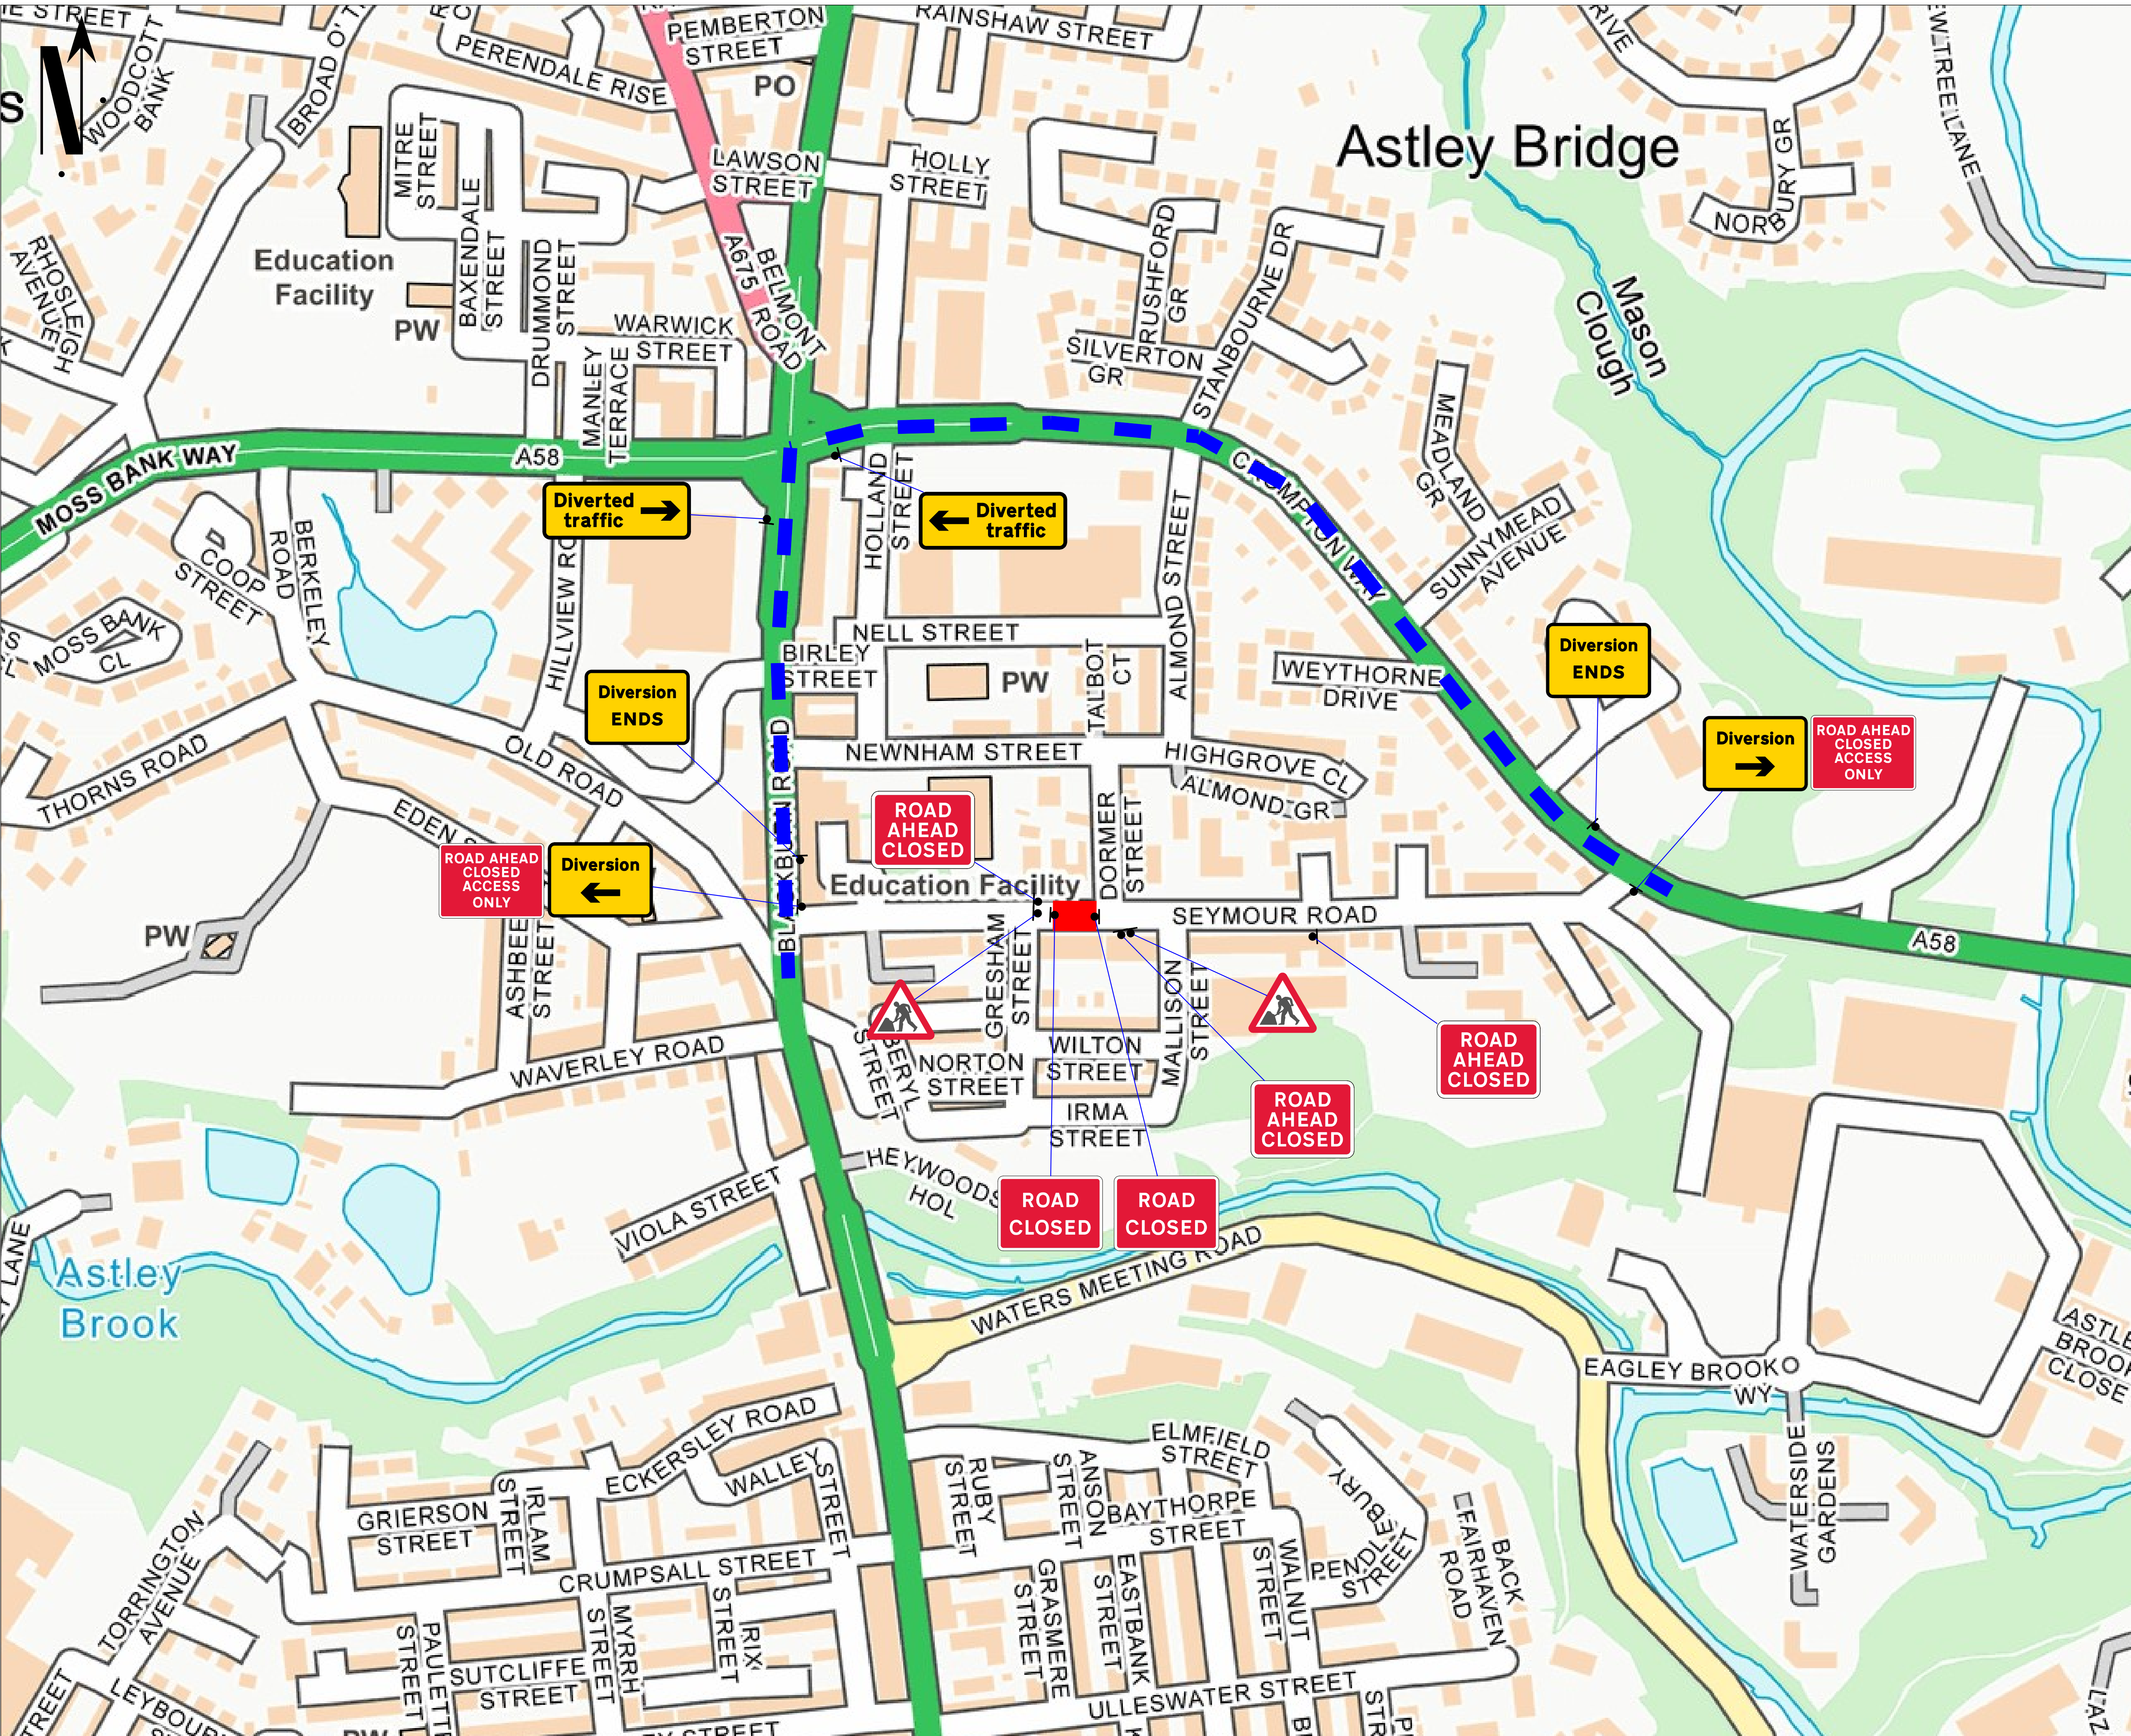 PEMBERTON
STREET
RAINSHAW STREET
WOODCOTT
BANK
BROAD O' T
PERENDALE RISE
PO
N
MITRE
STREET
LAWSON
STREET
HOLLY
STREET
Astley Bridge
NORBURY GR
Education
Facility
PW
BAXENDALE
STREET
DRUMMOND
STREET
RHOSLEIGH
AVENUE
A675
BELMONT
ROAD
RUSHFORD
GR
STANBOURNE DR
Mason
Clough
WARWICK
STREET
MANLEY
TERRACE
SILVERTON
GR
MEADLAND
GR
MOSS BANK WAY
A58
CROMPTON WAY
SUNNYMEAD
AVENUE
Diverted
traffic
Diverted
traffic
HOLLAND
STREET
ALMOND STREET
COOP
STREET
BERKELEY
ROAD
HILLVIEW RO
MOSS BANK
CL
NELL STREET
BIRLEY
STREET
PW
TALBOT
CT
WEYTHORNE
DRIVE
Diversion
ENDS
Diversion
ENDS
THORNS ROAD
OLD ROAD
NEWNHAM STREET
HIGHGROVE CL
ALMOND GR
Diversion
ROAD AHEAD
CLOSED
ACCESS
ONLY
EDEN S
BLACKBURN ROAD
ROAD
AHEAD
CLOSED
DORMER
STREET
ROAD AHEAD
CLOSED
ACCESS
ONLY
Diversion
Education Facility
SEYMOUR ROAD
A58
PW
ASHBEE
STREET
GRESHAM
STREET
MALLISON
STREET
WAVERLEY ROAD
BERYL
STREET
NORTON
STREET
WILTON
STREET
IRMA
STREET
ROAD
AHEAD
CLOSED
ROAD
AHEAD
CLOSED
HEYWOODS
HOL
VIOLA STREET
ROAD
CLOSED
ROAD
CLOSED
LANE
Astley
Brook
WATERS MEETING ROAD
EAGLEY BROOK
WY
ASTLE
BROOK
CLOSE
ECKERSLEY ROAD
WALLEY
STREET
ELMFIELD
STREET
RUBY
STREET
ANSON
STREET
BAYTHORPE
STREET
PENDLEBURY
STREET
WATERSIDE
GARDENS
GRIERSON
STREET
IRLAM
STREET
CRUMPSALL STREET
TORRINGTON
AVENUE
GRASMERE
STREET
EASTBANK
STREET
WALNUT
STREET
BACK
FAIRHAVEN
ROAD
PAULETT
STREET
SUTCLIFFE
STREET
MYRRH
STREET
IRIX
STREET
ULLESWATER STREET
LEYBOUR
PW